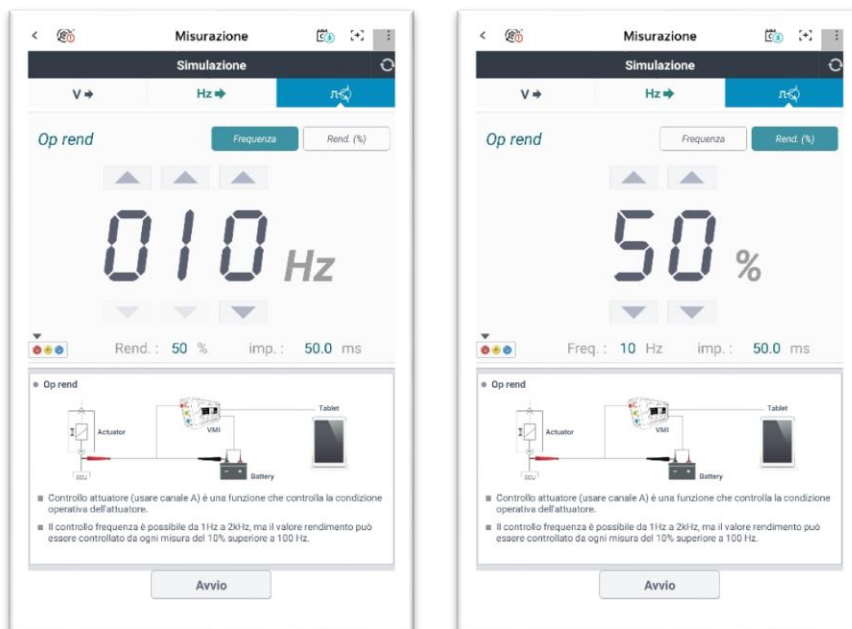 Misurazione
Simulazione
V
Hz
Op rend
Frequenza
Rend. (%)
010 Hz
Rend. : 50 % imp. : 50.0 ms
Op rend
Actuator
ECU
VMI
Battery
Tablet
Controllo attuatore (usare canale A) è una funzione che controlla la condizione
operativa dell'attuatore.
Il controllo frequenza è possibile da 1Hz a 2kHz, ma il valore rendimento può
essere controllato da ogni misura del 10% superiore a 100 Hz.
Avvio
Misurazione
Simulazione
V
Hz
Op rend
Frequenza
Rend. (%)
50 %
Freq. : 10 Hz imp. : 50.0 ms
Op rend
Actuator
ECU
VMI
Battery
Tablet
Controllo attuatore (usare canale A) è una funzione che controlla la condizione
operativa dell'attuatore.
Il controllo frequenza è possibile da 1Hz a 2kHz, ma il valore rendimento può
essere controllato da ogni misura del 10% superiore a 100 Hz.
Avvio